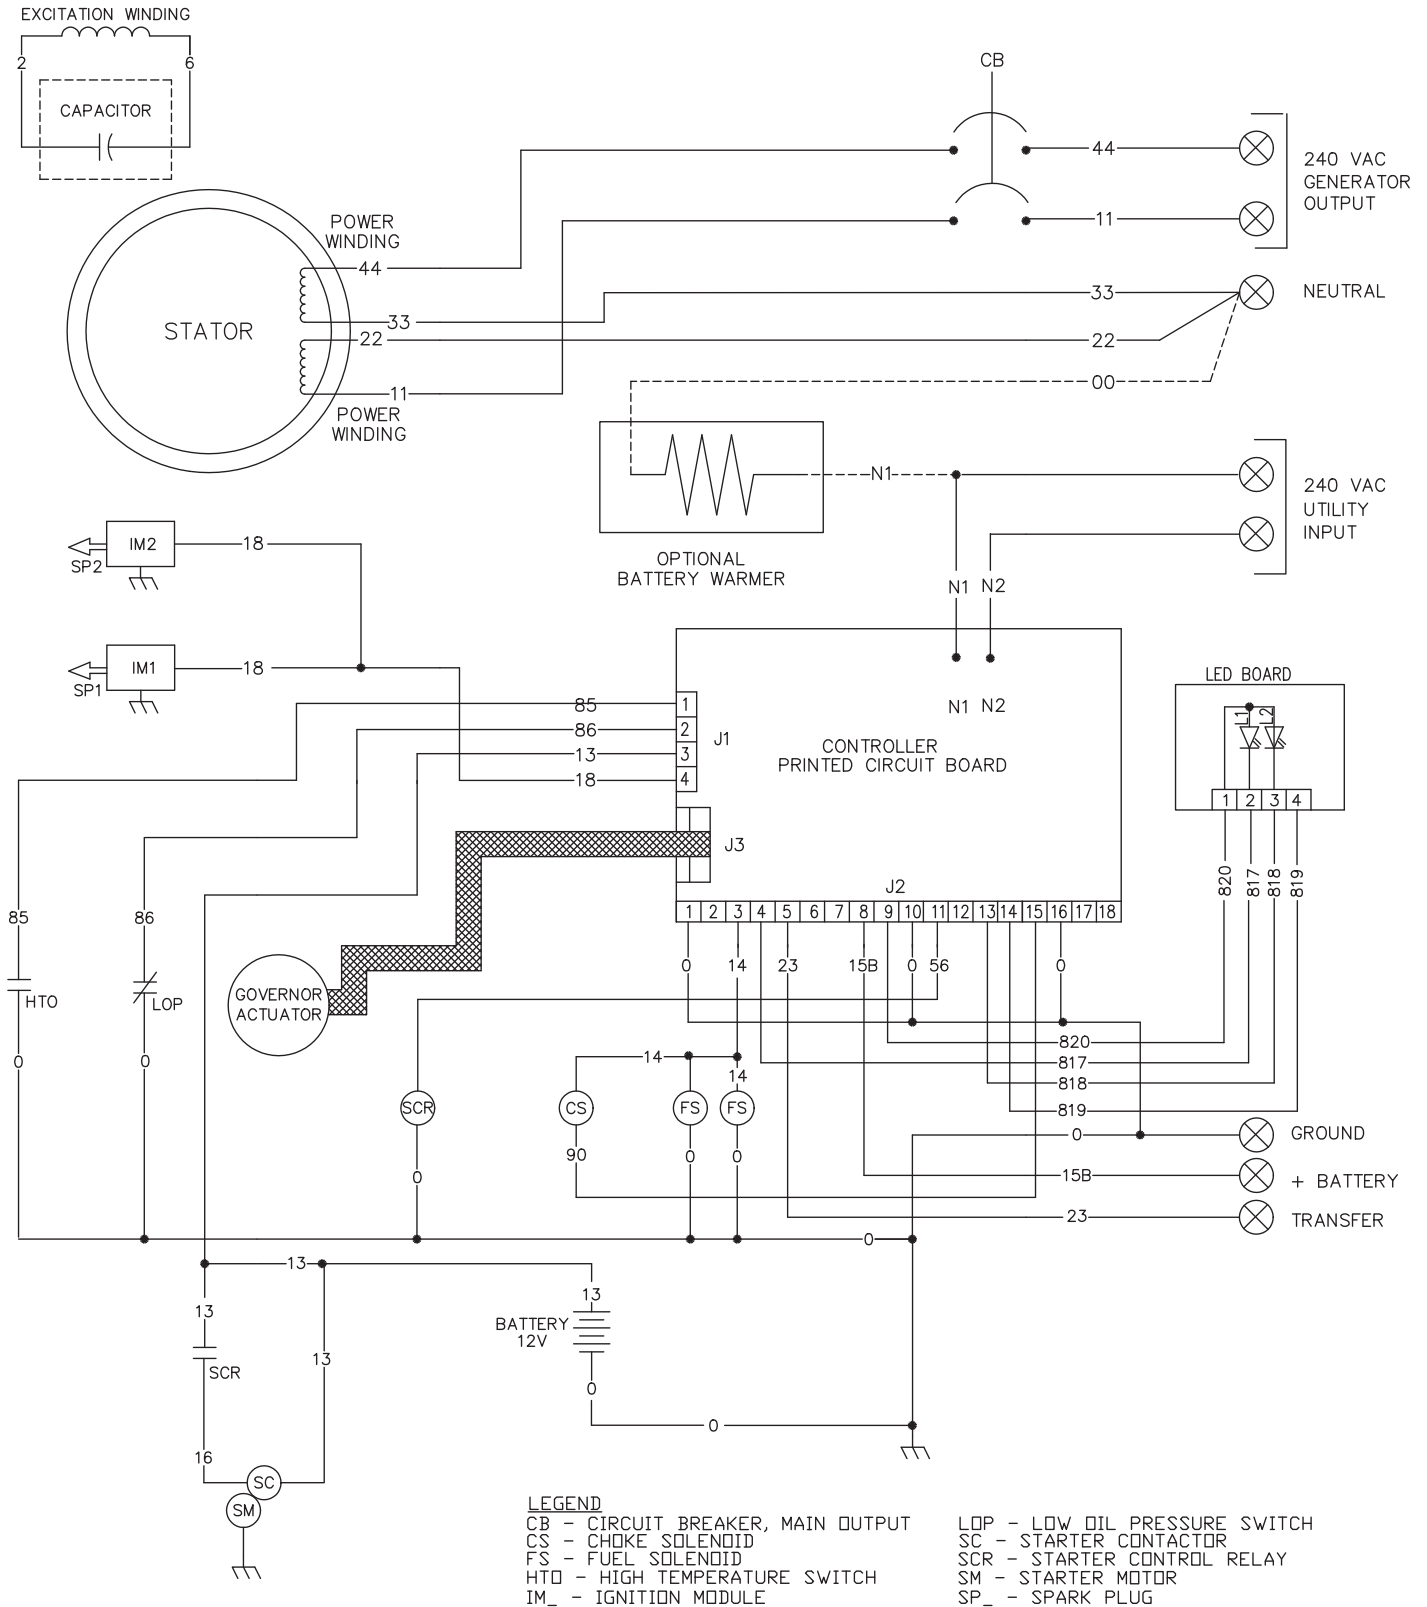 EXCITATION WINDING
2
6
CAPACITOR
CB
44
11
240 VAC
GENERATOR
OUTPUT
POWER
WINDING
44
33
22
11
POWER
WINDING
STATOR
33
22
00
NEUTRAL
N1
OPTIONAL
BATTERY WARMER
240 VAC
UTILITY
INPUT
N1 N2
IM2
18
SP2
IM1
18
SP1
85
86
13
18
1
2
3
4
J1
N1 N2
CONTROLLER
PRINTED CIRCUIT BOARD
J3
J2
LED BOARD
L1
L2
1 2 3 4
820
817
818
819
1 2 3 4 5 6 7 8 9 10 11 12 13 14 15 16 17 18
0
14
23
15B
0
56
0
85
86
HTO
LOP
0
0
GOVERNOR
ACTUATOR
820
817
818
819
14
14
SCR
CS
FS
FS
0
90
0
0
0
GROUND
15B
+ BATTERY
23
TRANSFER
0
13
13
13
BATTERY
12V
13
SCR
0
0
16
SC
SM
LEGEND
CB - CIRCUIT BREAKER, MAIN OUTPUT
CS - CHOKE SOLENOID
FS - FUEL SOLENOID
HTO - HIGH TEMPERATURE SWITCH
IM_ - IGNITION MODULE
LOP - LOW OIL PRESSURE SWITCH
SC - STARTER CONTACTOR
SCR - STARTER CONTROL RELAY
SM - STARTER MOTOR
SP_ - SPARK PLUG